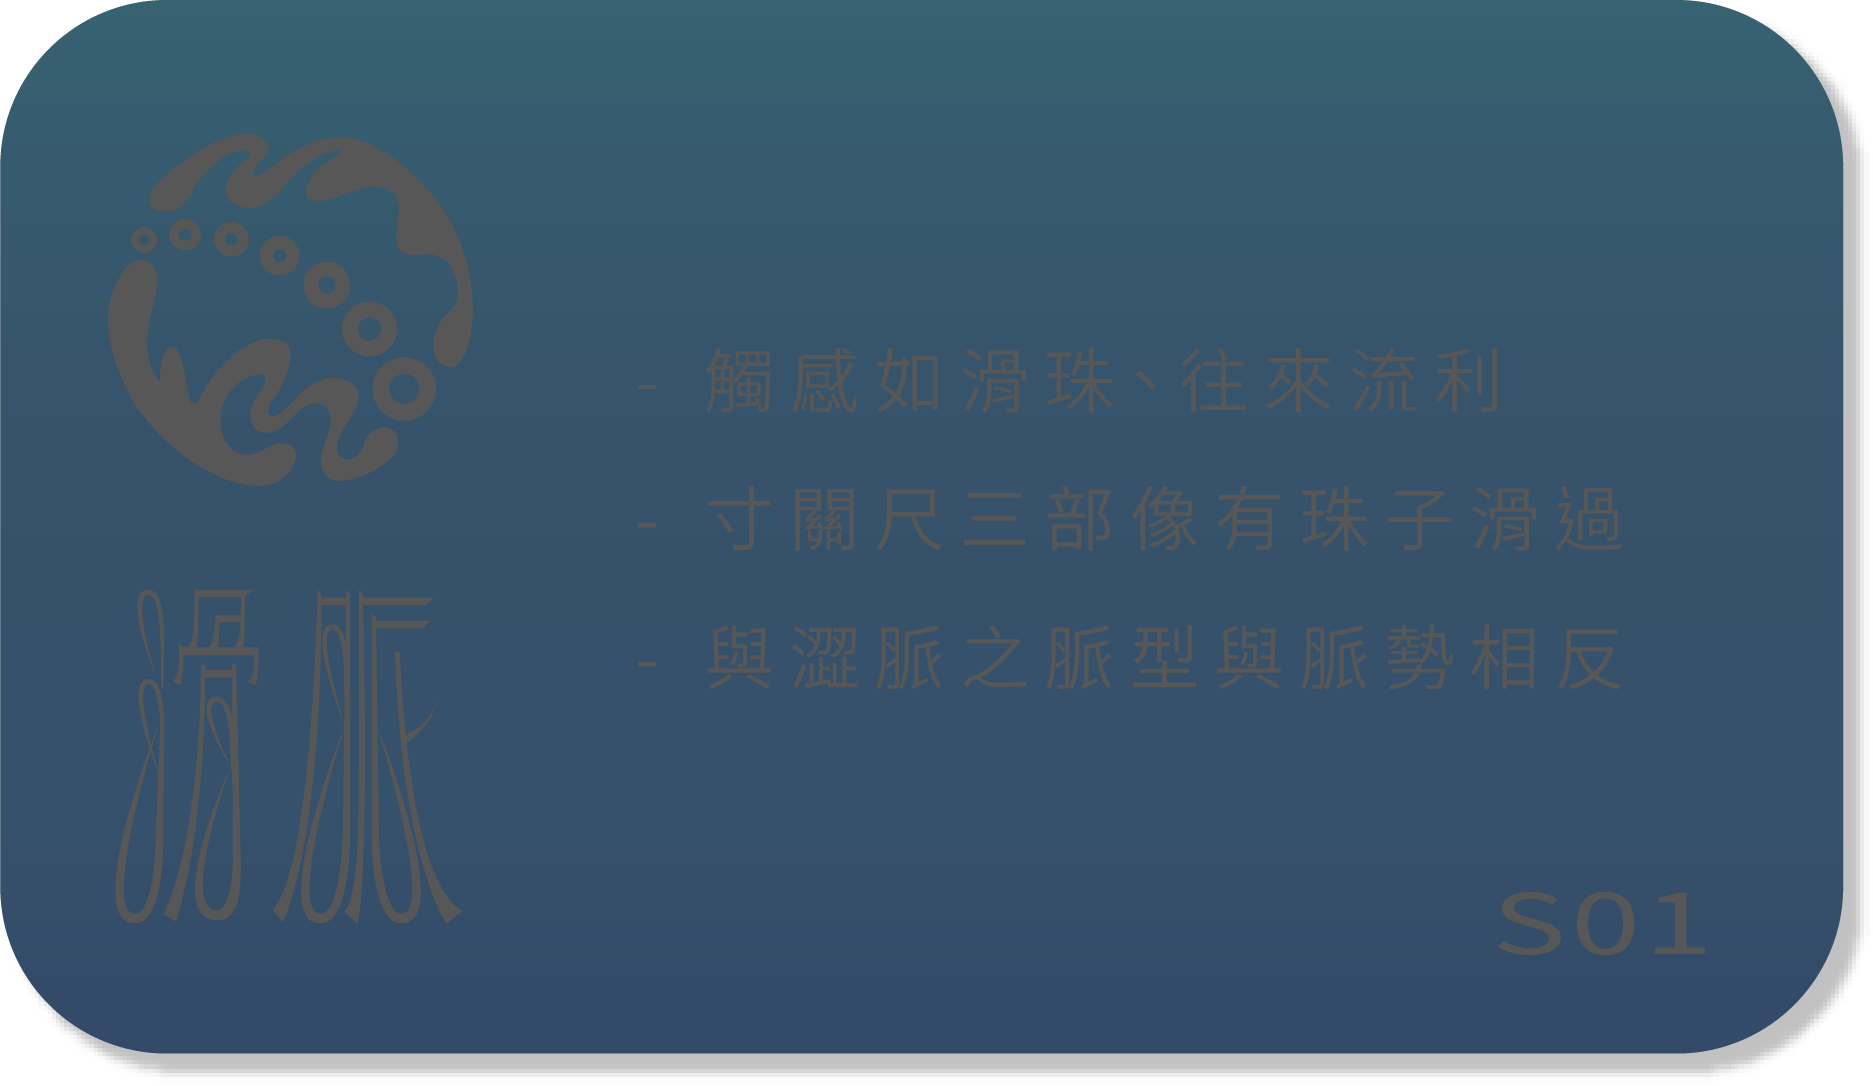 滑脈
- 觸感如滑珠、往來流利
- 寸關尺三部像有珠子滑過
- 與澀脈之脈型與脈勢相反
S01